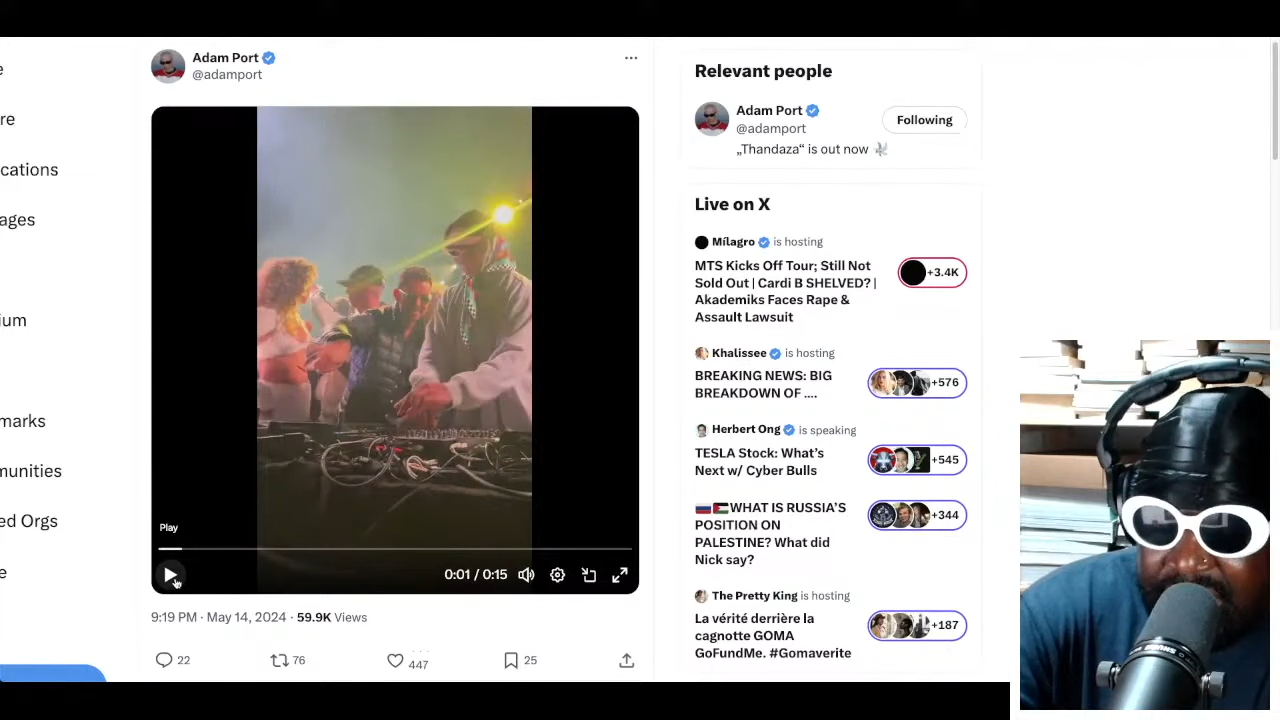 e
re
cations
ages
ium
marks
munities
ed Orgs
e
Adam Port
@adamport
Play
0:01 / 0:15
9:19 PM · May 14, 2024 · 59.9K Views
22
76
447
25
Relevant people
Adam Port
@adamport
Following
„Thandaza“ is out now
Live on X
Mílagro is hosting
MTS Kicks Off Tour; Still Not
Sold Out | Cardi B SHELVED? |
Akademiks Faces Rape &
Assault Lawsuit
+3.4K
Khalissee is hosting
BREAKING NEWS: BIG
BREAKDOWN OF ....
+576
Herbert Ong is speaking
TESLA Stock: What’s
Next w/ Cyber Bulls
+545
🇷🇺🇵🇸WHAT IS RUSSIA’S
POSITION ON
PALESTINE? What did
Nick say?
+344
The Pretty King is hosting
La vérité derrière la
cagnotte GOMA
GoFundMe. #Gomaverite
+187